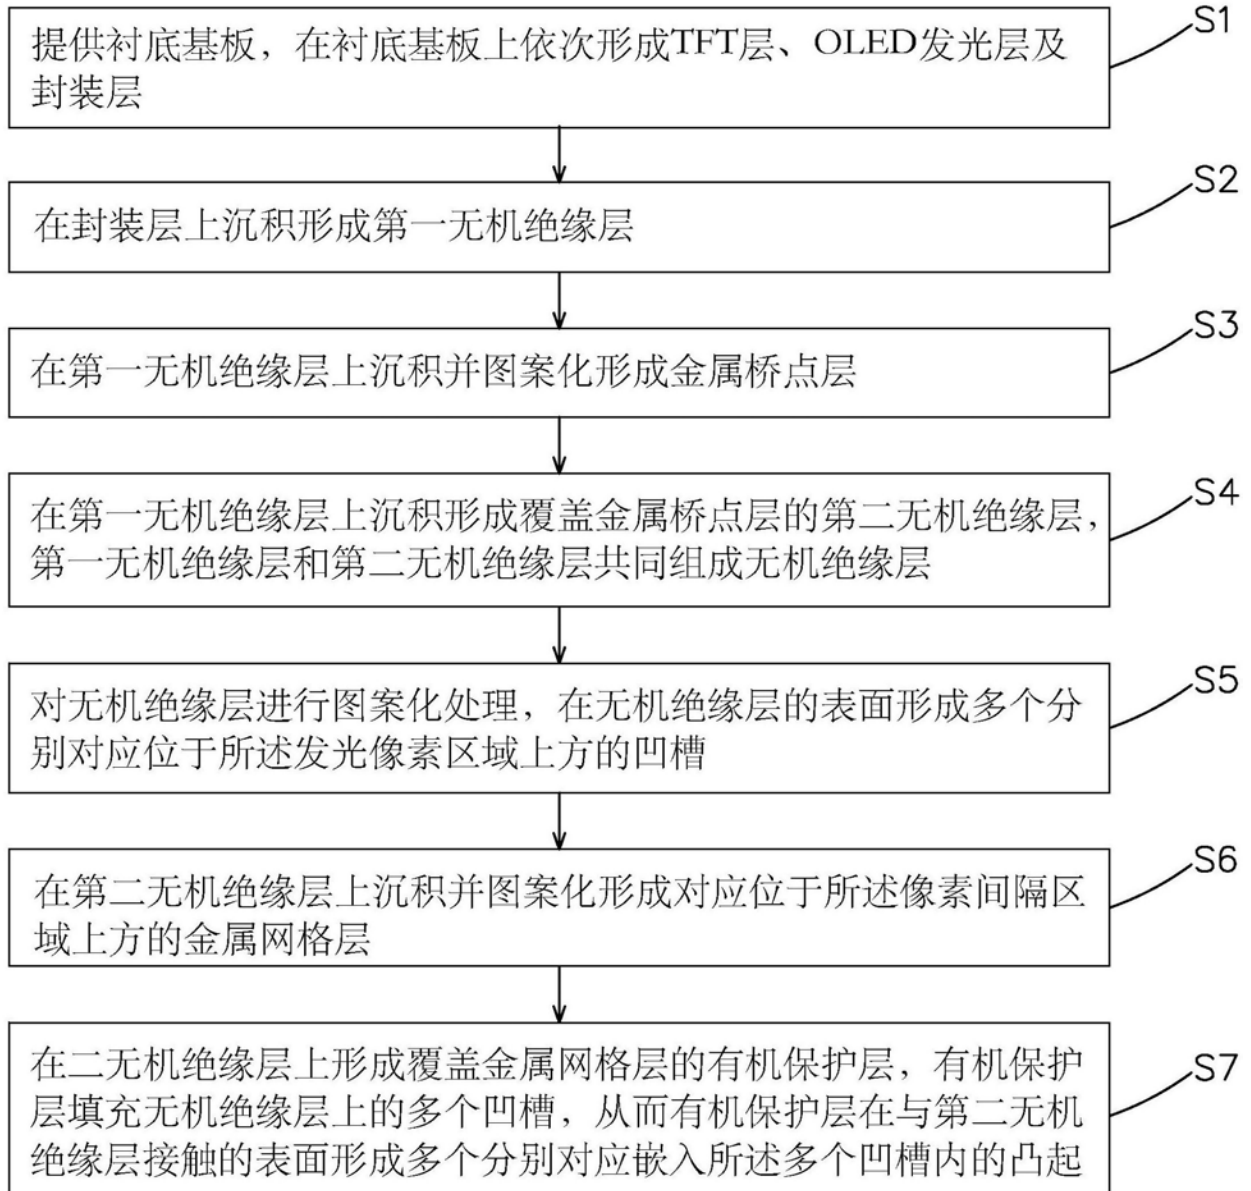 提供衬底基板，在衬底基板上依次形成TFT层、OLED发光层及
封装层
S1
在封装层上沉积形成第一无机绝缘层
S2
在第一无机绝缘层上沉积并图案化形成金属桥点层
S3
在第一无机绝缘层上沉积形成覆盖金属桥点层的第二无机绝缘层，
第一无机绝缘层和第二无机绝缘层共同组成无机绝缘层
S4
对无机绝缘层进行图案化处理，在无机绝缘层的表面形成多个分
别对应位于所述发光像素区域上方的凹槽
S5
在第二无机绝缘层上沉积并图案化形成对应位于所述像素间隔区
域上方的金属网格层
S6
在二无机绝缘层上形成覆盖金属网格层的有机保护层，有机保护
层填充无机绝缘层上的多个凹槽，从而有机保护层在与第二无机
绝缘层接触的表面形成多个分别对应嵌入所述多个凹槽内的凸起
S7